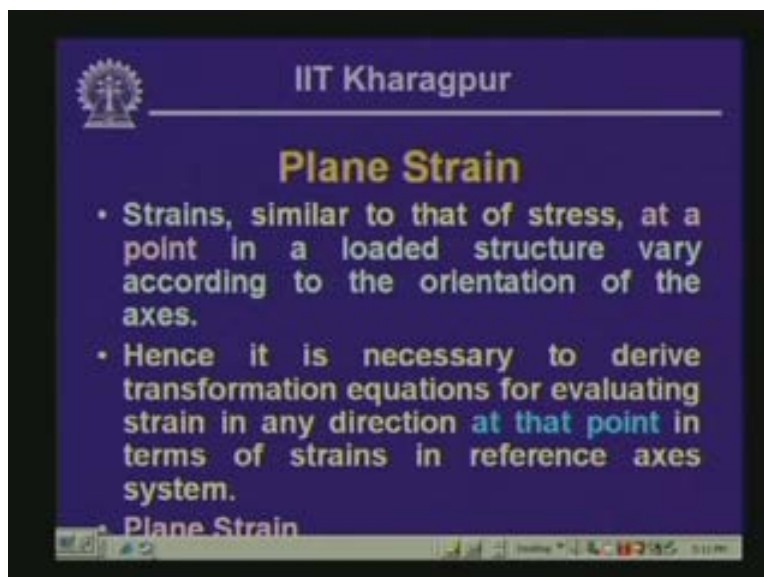 IIT Kharagpur
Plane Strain
• Strains, similar to that of stress, at a
point in a loaded structure vary
according to the orientation of the
axes.
• Hence it is necessary to derive
transformation equations for evaluating
strain in any direction at that point in
terms of strains in reference axes
system.
• Plane Strain